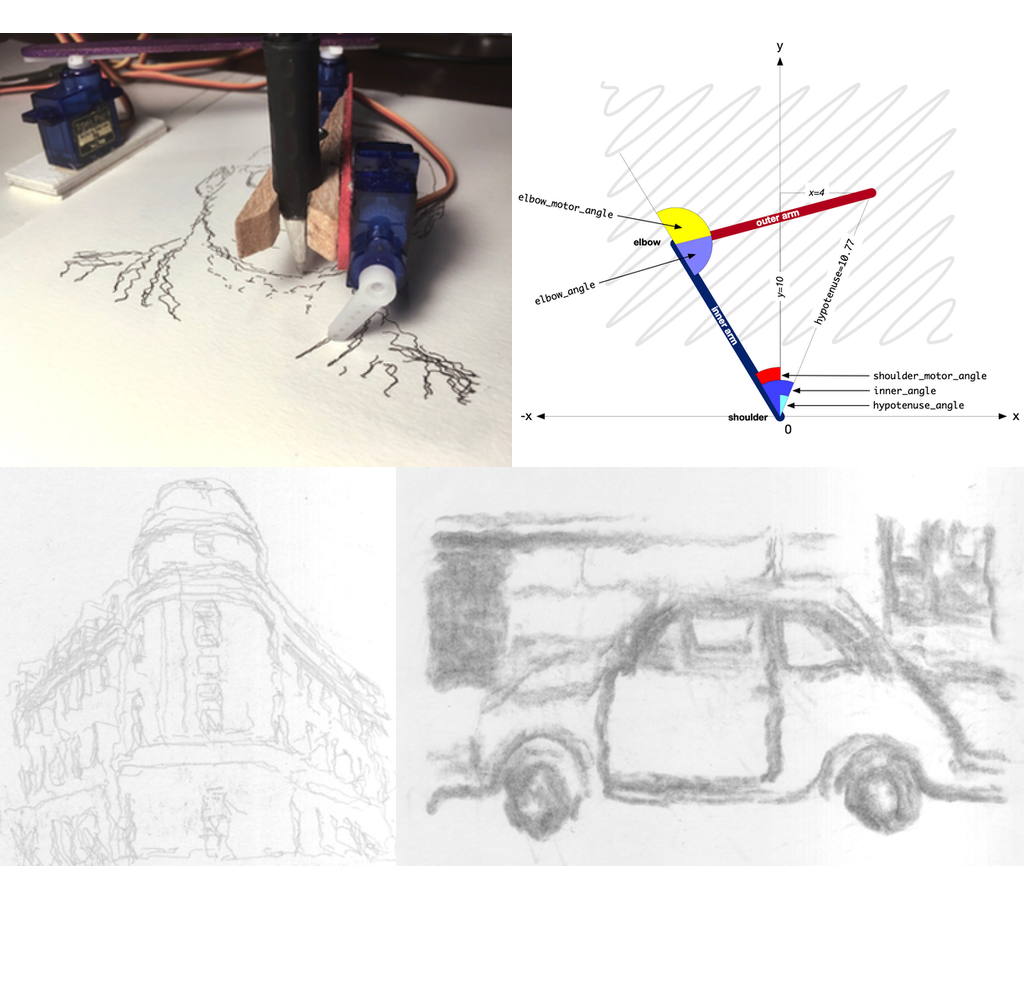 y
x=4
elbow_motor_angle
outer arm
elbow
hypotenuse=10.77
y=10
elbow_angle
inner arm
shoulder_motor_angle
inner_angle
hypotenuse_angle
-x
shoulder
x
0